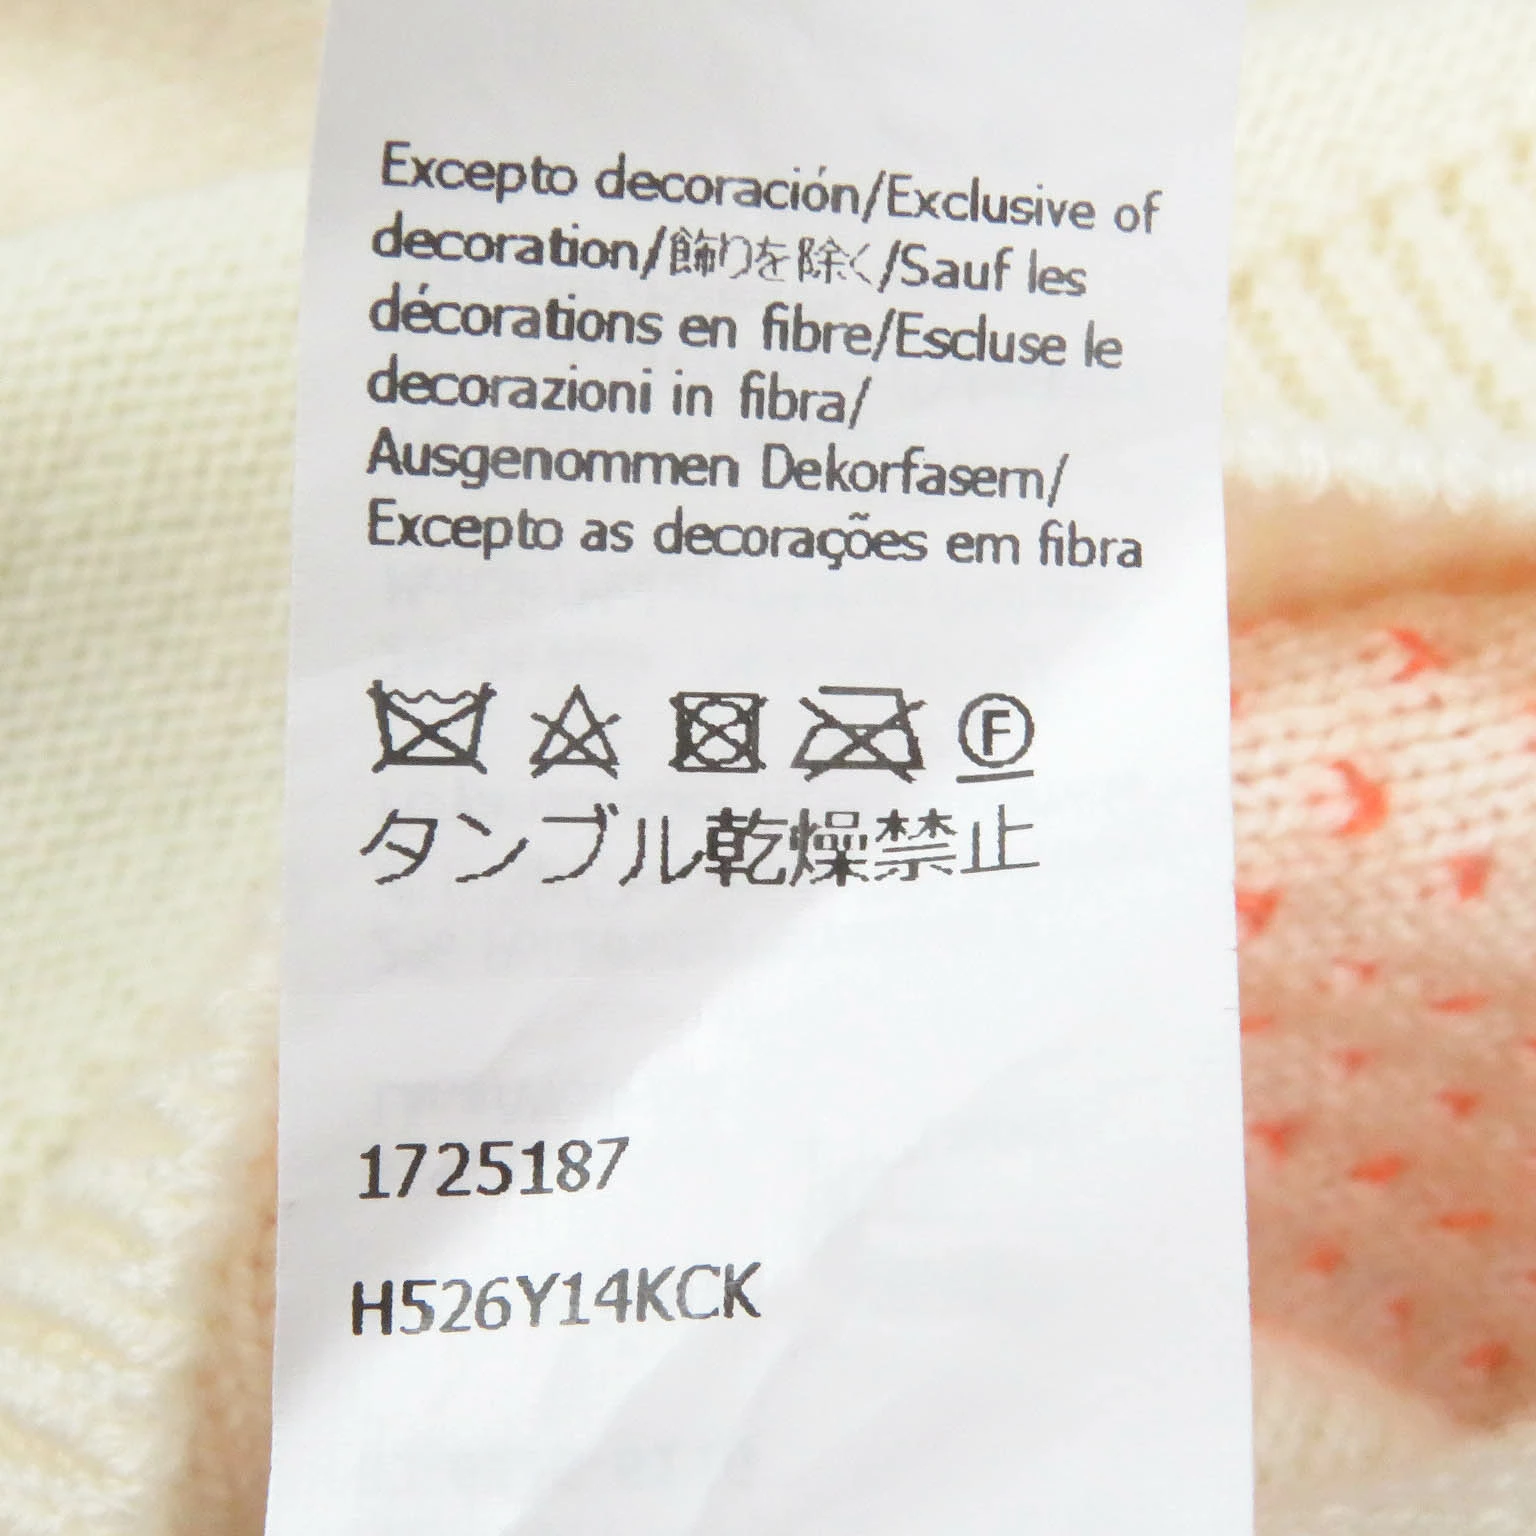 Excepto decoración/Exclusive of
decoration/飾りを除く/Sauf les
décorations en fibre/Escluse le
decorazioni in fibra/
Ausgenommen Dekorfasern/
Excepto as decorações em fibra
F
タンブル乾燥禁止
1725187
H526Y14KCK